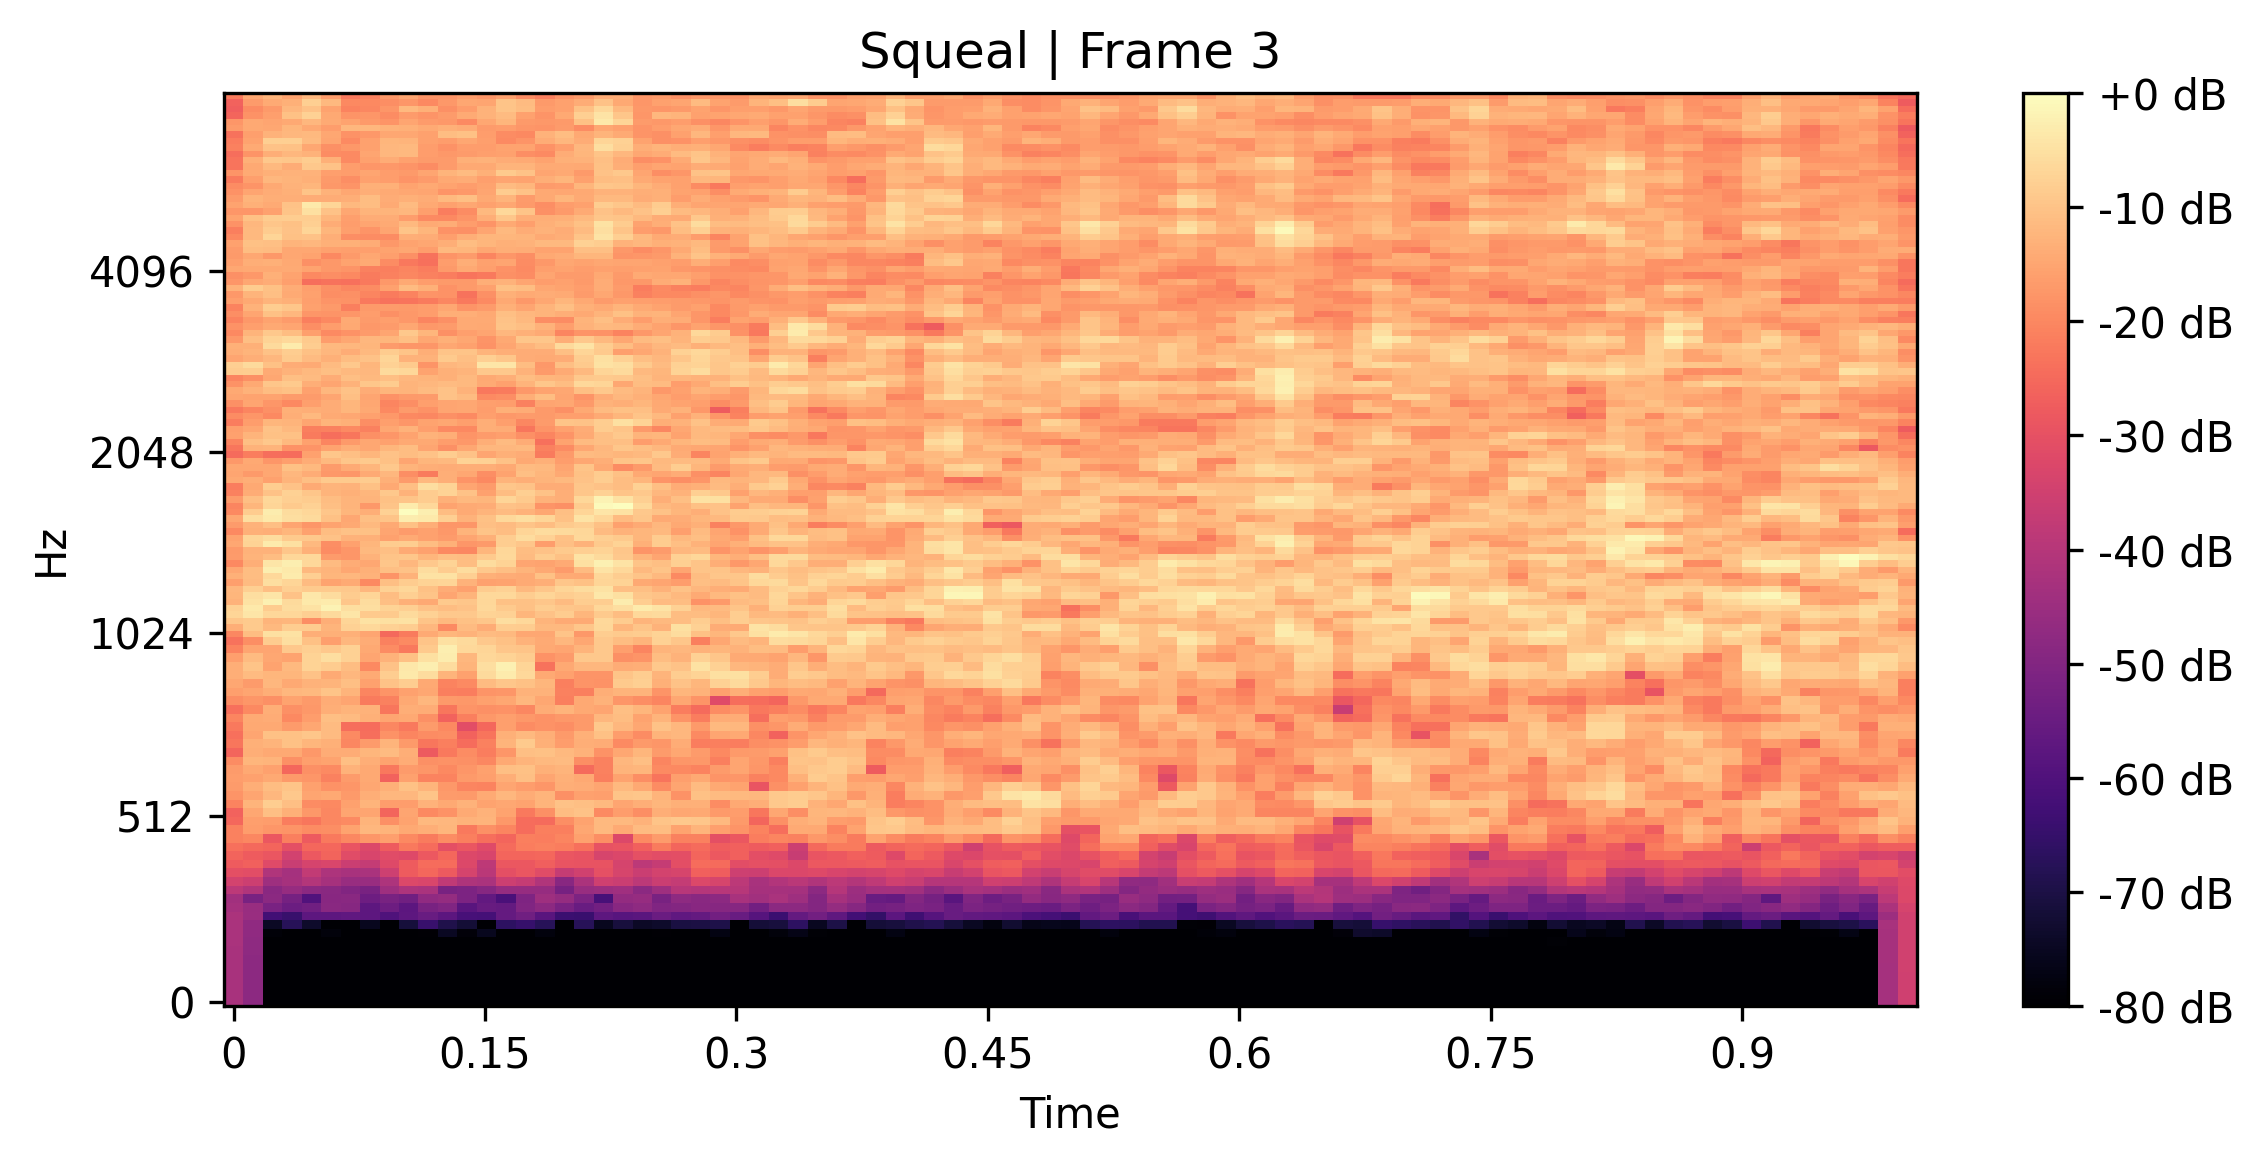 Squeal | Frame 3
+0 dB
-10 dB
-20 dB
-30 dB
-40 dB
-50 dB
-60 dB
-70 dB
-80 dB
Hz
4096
2048
1024
512
0
0 0.15 0.3 0.45 0.6 0.75 0.9
Time